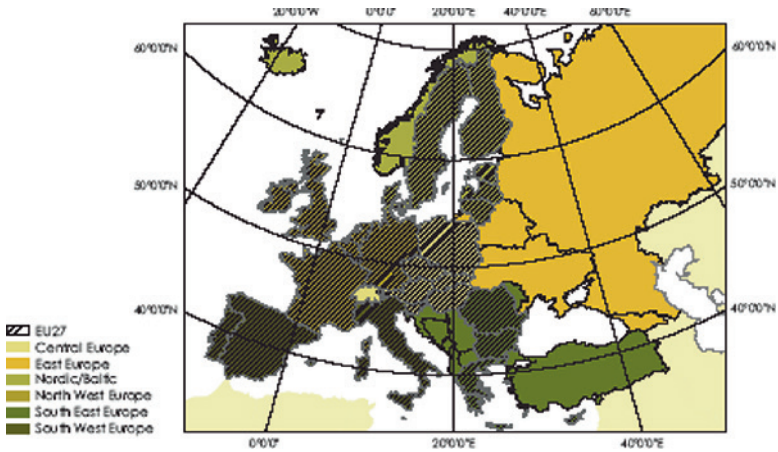 20°0'0"W 0°0'0" 20°0'0"E 40°0'0"E 60°0'0"E
60°0'0"N 60°0'0"N
50°0'0"N 50°0'0"N
40°0'0"N 40°0'0"N
EU27
Central Europe
East Europe
Nordic/Baltic
North West Europe
South East Europe
South West Europe
0°0'0" 20°0'0"E 40°0'0"E